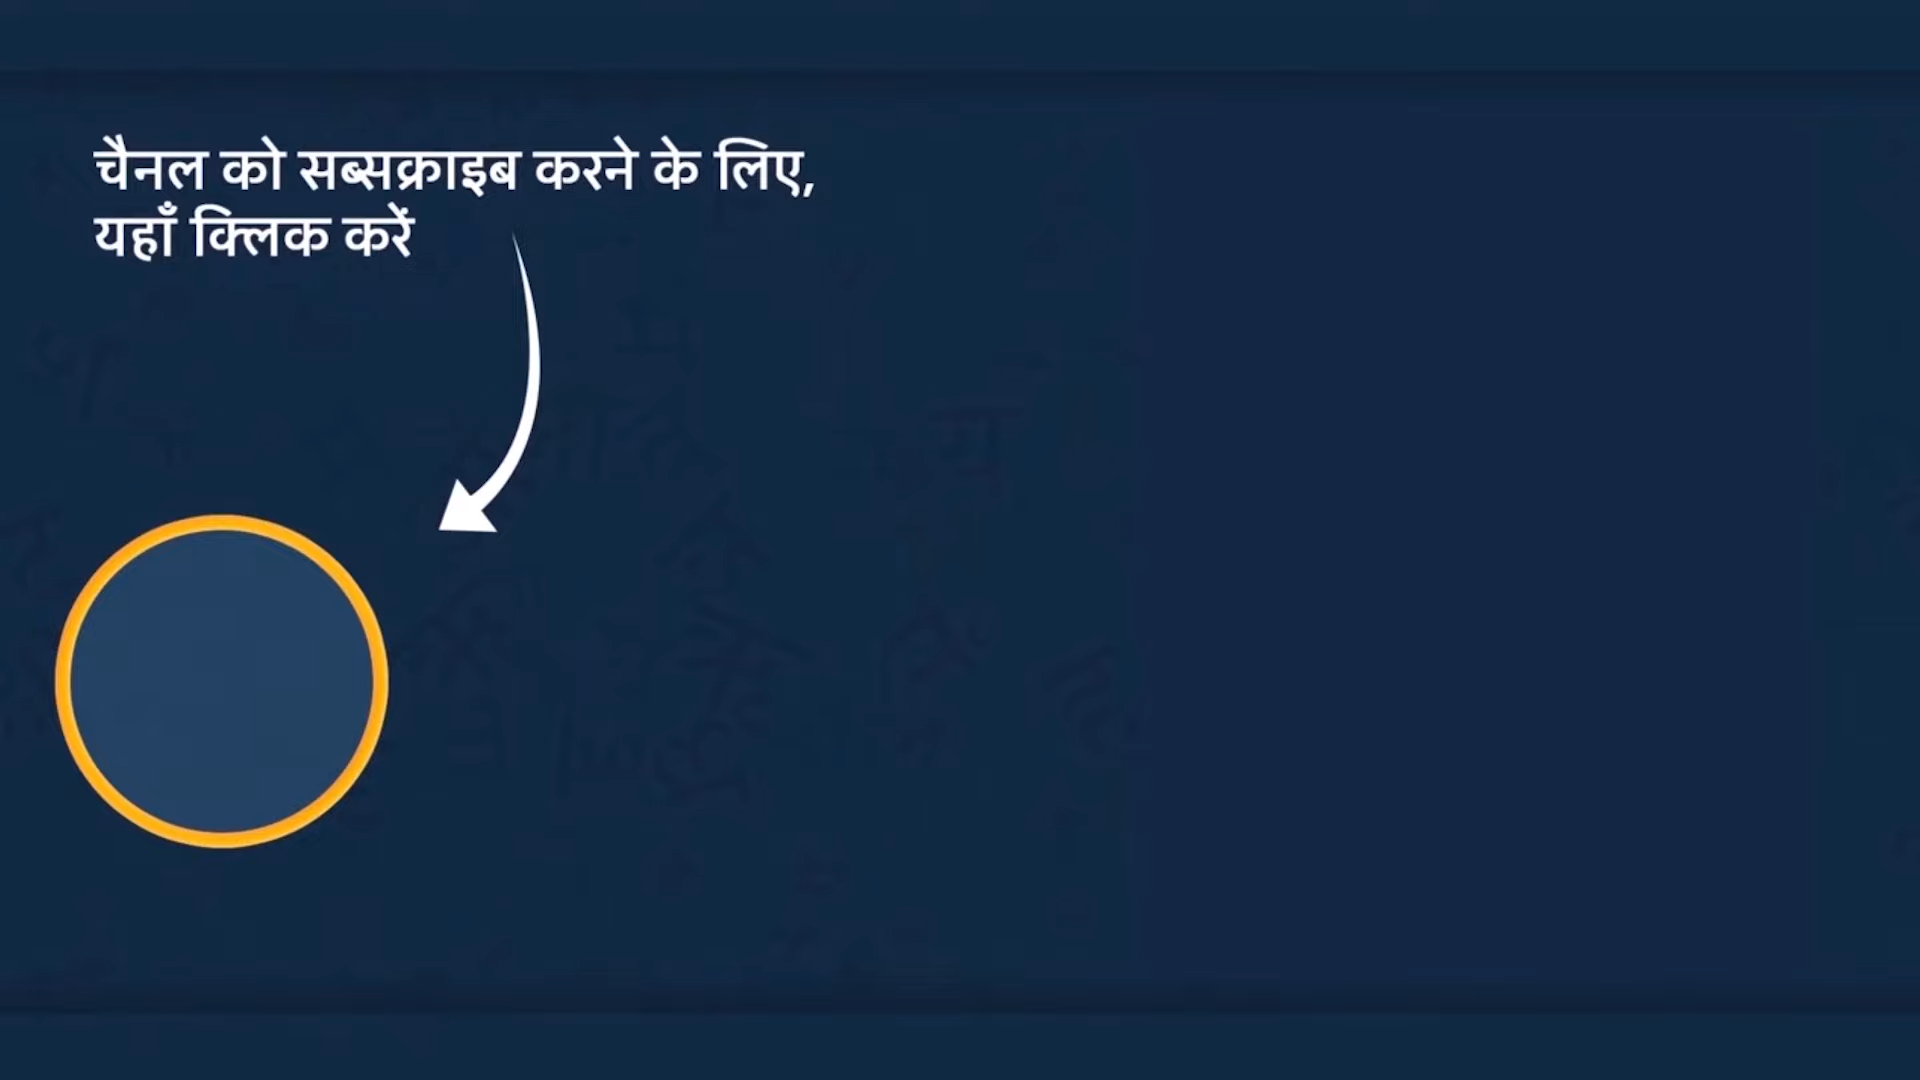 चैनल को सब्सक्राइब करने के लिए,
यहाँ क्लिक करें